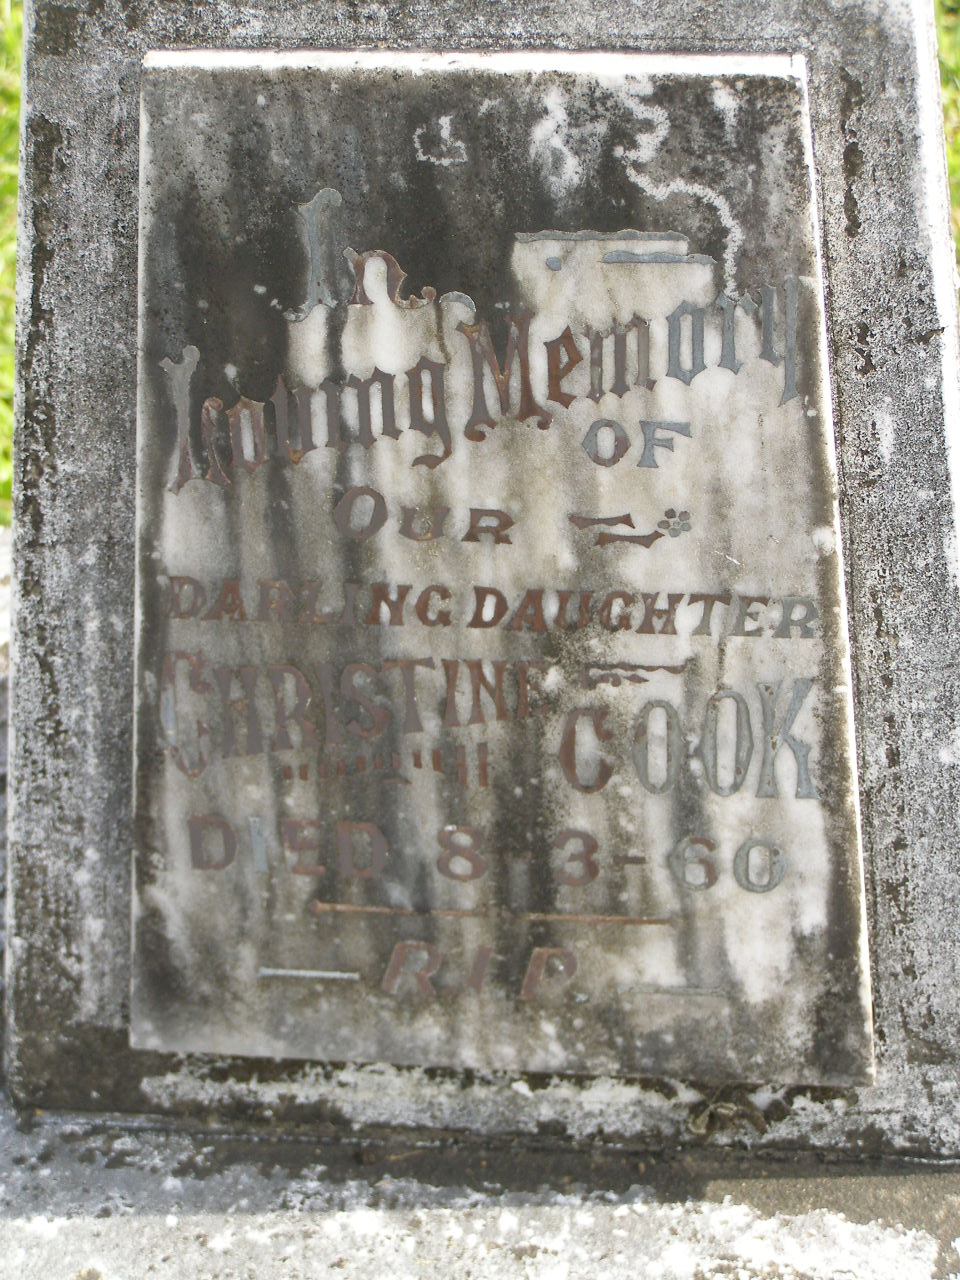 In
Loving Memory
OF
OUR
DARLING DAUGHTER
CHRISTINE COOK
DIED 8-3-60
R.I.P.